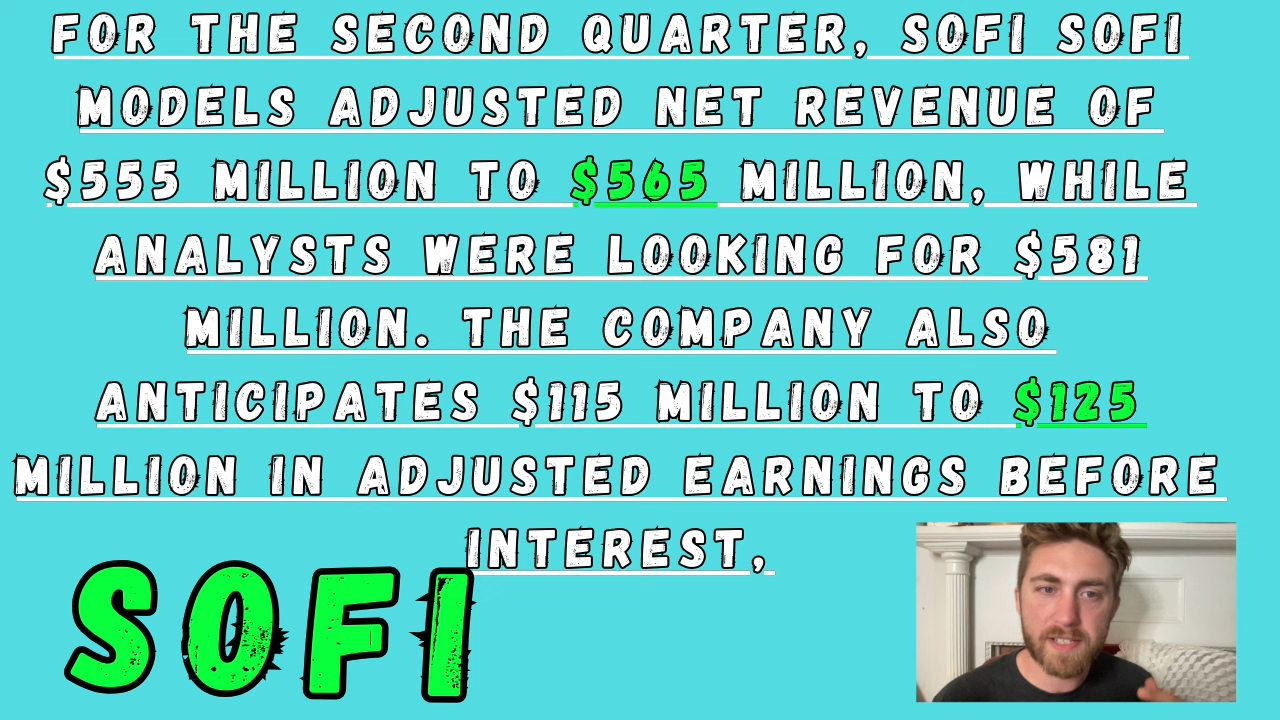 FOR THE SECOND QUARTER, SOFI SOFI
MODELS ADJUSTED NET REVENUE OF
$555 MILLION TO $565 MILLION, WHILE
ANALYSTS WERE LOOKING FOR $581
MILLION. THE COMPANY ALSO
ANTICIPATES $115 MILLION TO $125
MILLION IN ADJUSTED EARNINGS BEFORE
INTEREST,
SOFI